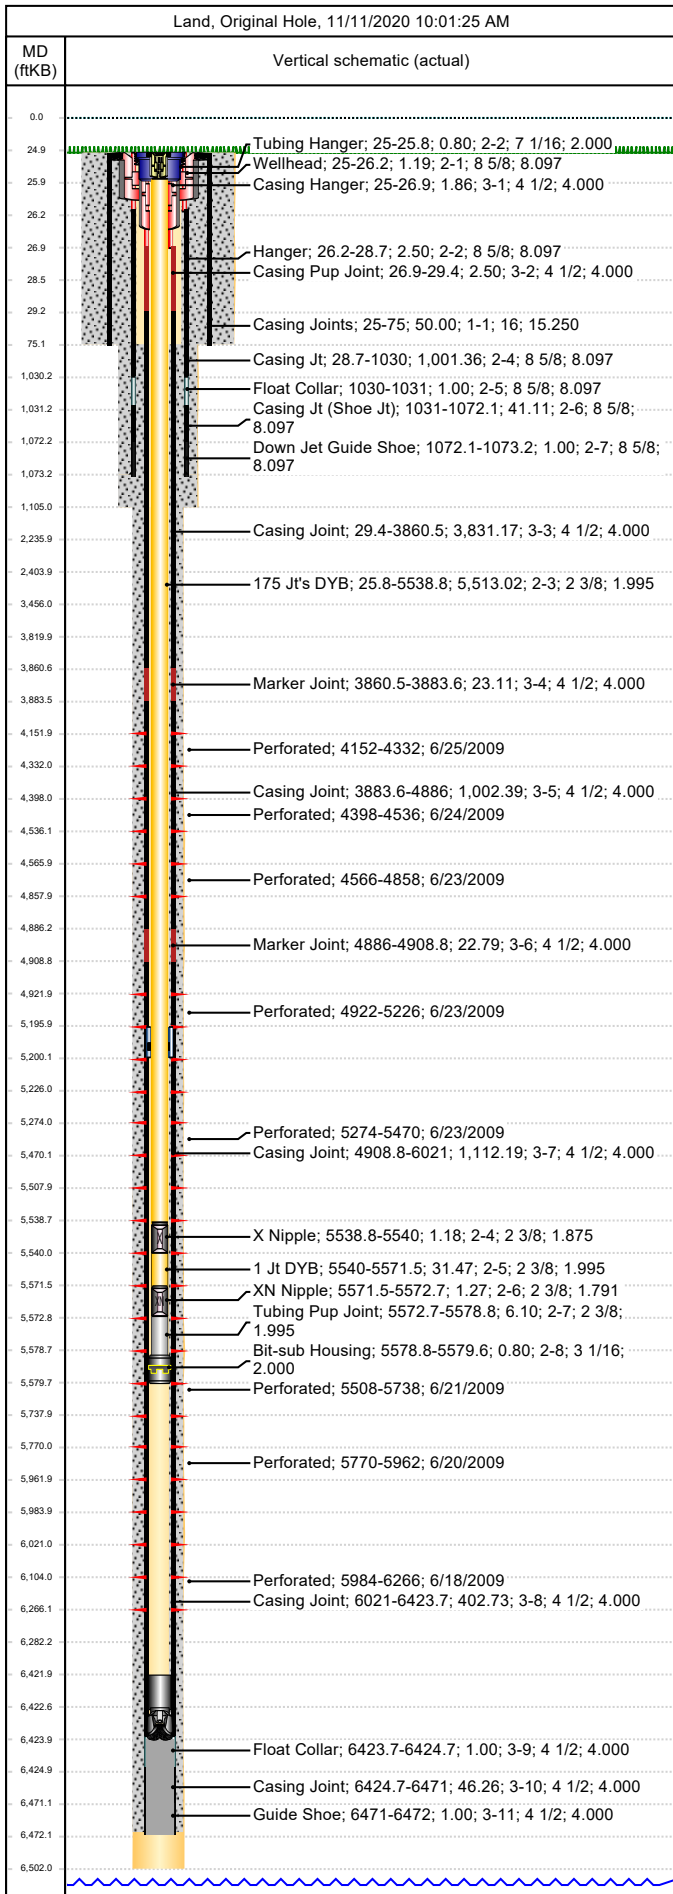 Land, Original Hole, 11/11/2020 10:01:25 AM
MD
(ftKB)
Vertical schematic (actual)
0.0
24.9
25.9
26.2
26.9
28.5
29.2
75.1
1,030.2
1,031.2
1,072.2
1,073.2
1,105.0
2,235.9
2,403.9
3,456.0
3,819.9
3,860.6
3,883.5
4,151.9
4,332.0
4,398.0
4,536.1
4,565.9
4,857.9
4,886.2
4,908.8
4,921.9
5,195.9
5,200.1
5,226.0
5,274.0
5,470.1
5,507.9
5,538.7
5,540.0
5,571.5
5,572.8
5,578.7
5,579.7
5,737.9
5,770.0
5,961.9
5,983.9
6,021.0
6,104.0
6,266.1
6,282.2
6,421.9
6,422.6
6,423.9
6,424.9
6,471.1
6,472.1
6,502.0
Tubing Hanger; 25-25.8; 0.80; 2-2; 7 1/16; 2.000
Wellhead; 25-26.2; 1.19; 2-1; 8 5/8; 8.097
Casing Hanger; 25-26.9; 1.86; 3-1; 4 1/2; 4.000
Hanger; 26.2-28.7; 2.50; 2-2; 8 5/8; 8.097
Casing Pup Joint; 26.9-29.4; 2.50; 3-2; 4 1/2; 4.000
Casing Joints; 25-75; 50.00; 1-1; 16; 15.250
Casing Jt; 28.7-1030; 1,001.36; 2-4; 8 5/8; 8.097
Float Collar; 1030-1031; 1.00; 2-5; 8 5/8; 8.097
Casing Jt (Shoe Jt); 1031-1072.1; 41.11; 2-6; 8 5/8;
8.097
Down Jet Guide Shoe; 1072.1-1073.2; 1.00; 2-7; 8 5/8;
8.097
Casing Joint; 29.4-3860.5; 3,831.17; 3-3; 4 1/2; 4.000
175 Jt's DYB; 25.8-5538.8; 5,513.02; 2-3; 2 3/8; 1.995
Marker Joint; 3860.5-3883.6; 23.11; 3-4; 4 1/2; 4.000
Perforated; 4152-4332; 6/25/2009
Casing Joint; 3883.6-4886; 1,002.39; 3-5; 4 1/2; 4.000
Perforated; 4398-4536; 6/24/2009
Perforated; 4566-4858; 6/23/2009
Marker Joint; 4886-4908.8; 22.79; 3-6; 4 1/2; 4.000
Perforated; 4922-5226; 6/23/2009
Perforated; 5274-5470; 6/23/2009
Casing Joint; 4908.8-6021; 1,112.19; 3-7; 4 1/2; 4.000
X Nipple; 5538.8-5540; 1.18; 2-4; 2 3/8; 1.875
1 Jt DYB; 5540-5571.5; 31.47; 2-5; 2 3/8; 1.995
XN Nipple; 5571.5-5572.7; 1.27; 2-6; 2 3/8; 1.791
Tubing Pup Joint; 5572.7-5578.8; 6.10; 2-7; 2 3/8;
1.995
Bit-sub Housing; 5578.8-5579.6; 0.80; 2-8; 3 1/16;
2.000
Perforated; 5508-5738; 6/21/2009
Perforated; 5770-5962; 6/20/2009
Perforated; 5984-6266; 6/18/2009
Casing Joint; 6021-6423.7; 402.73; 3-8; 4 1/2; 4.000
Float Collar; 6423.7-6424.7; 1.00; 3-9; 4 1/2; 4.000
Casing Joint; 6424.7-6471; 46.26; 3-10; 4 1/2; 4.000
Guide Shoe; 6471-6472; 1.00; 3-11; 4 1/2; 4.000
X
XN